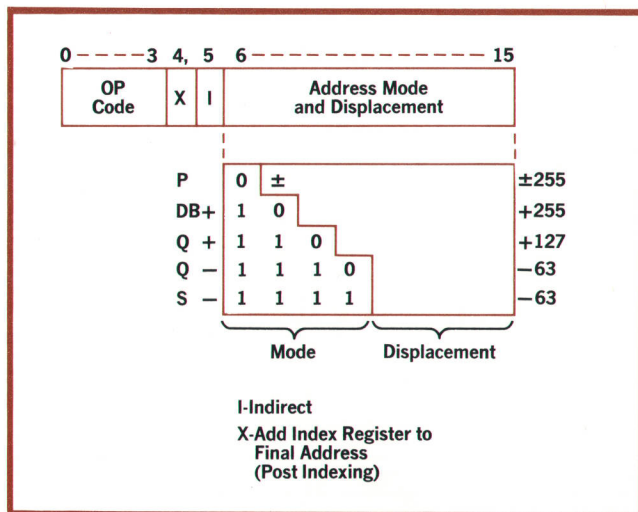 0 – – – – – 3 4, 5 6 – – – – – – – – – – – – – – – – – 15
OP Code X I Address Mode and Displacement
P 0 ± ±255
DB+ 1 0 +255
Q + 1 1 0 +127
Q – 1 1 1 0 –63
S – 1 1 1 1 –63
Mode Displacement
I-Indirect
X-Add Index Register to
Final Address
(Post Indexing)